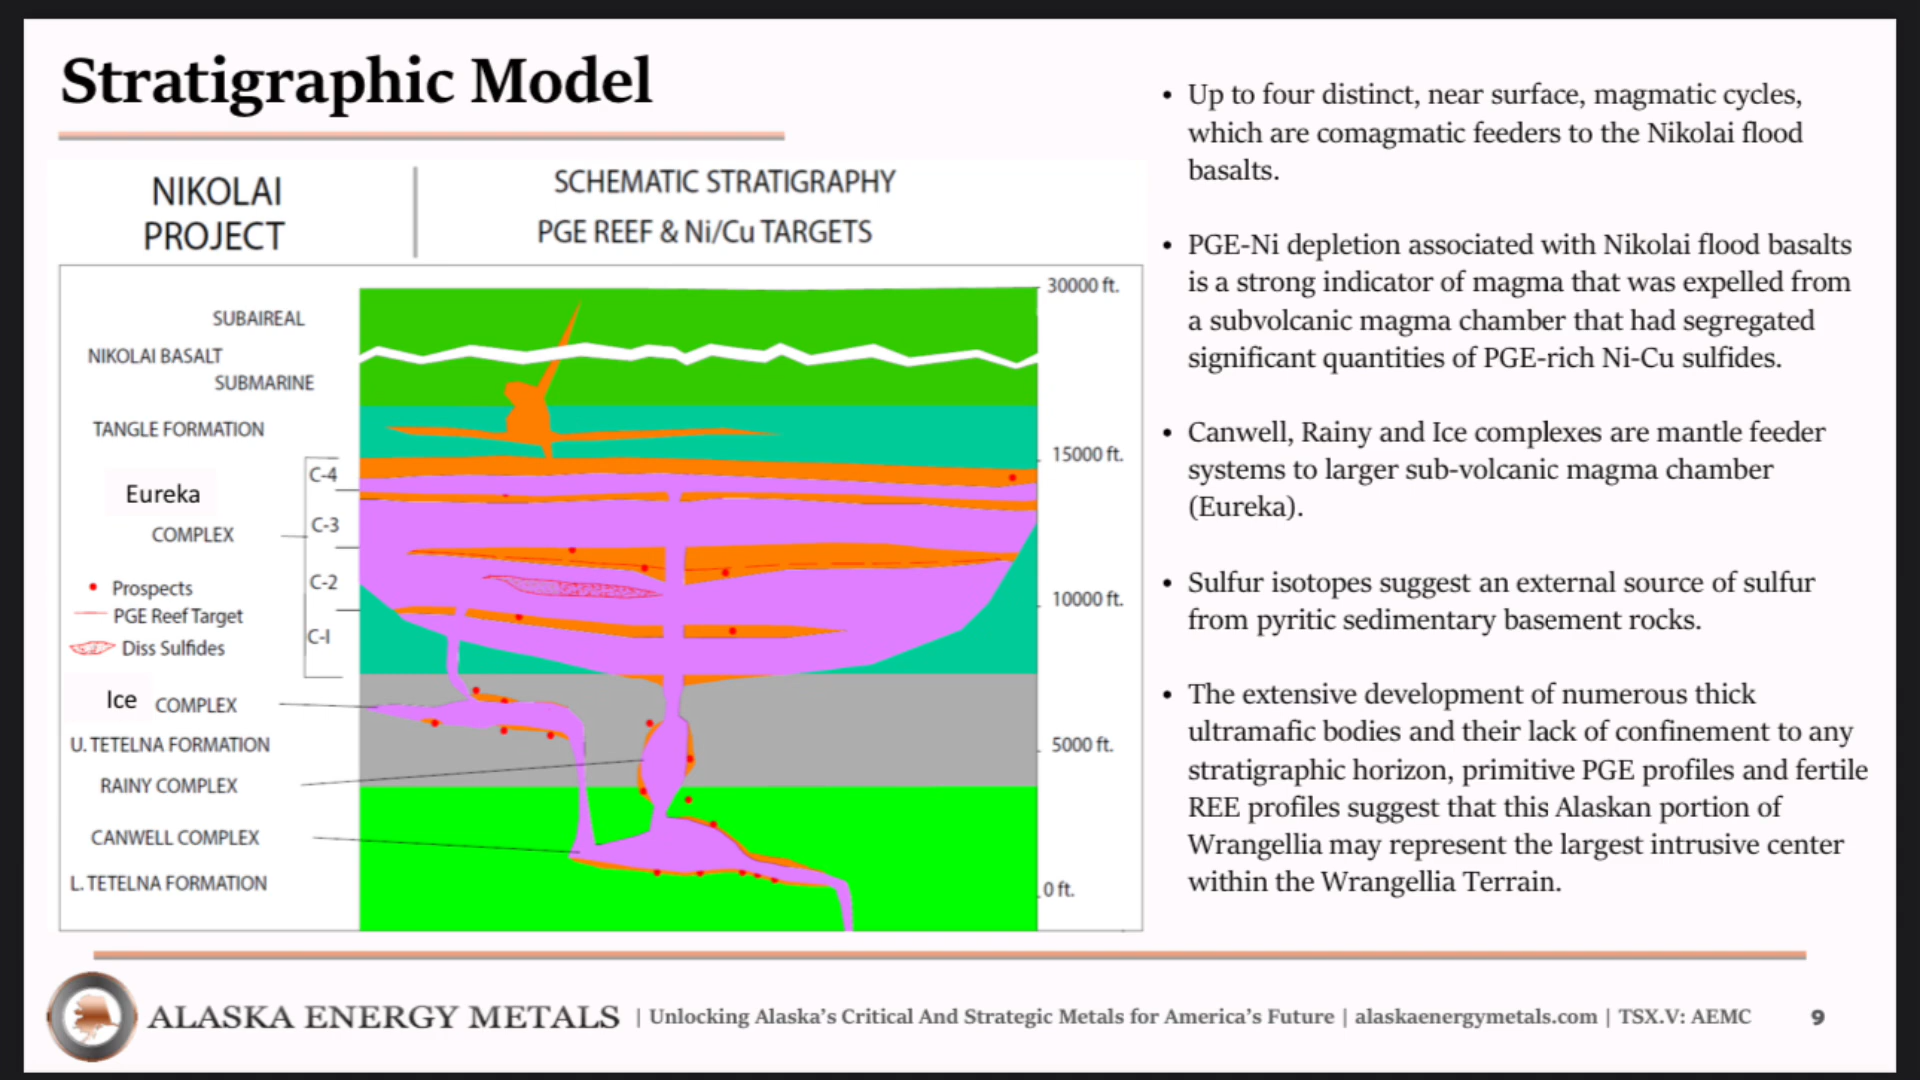 Stratigraphic Model
NIKOLAI
PROJECT
SCHEMATIC STRATIGRAPHY
PGE REEF & Ni/Cu TARGETS
30000 ft.
SUBAIREAL
NIKOLAI BASALT
SUBMARINE
TANGLE FORMATION
15000 ft.
C-4
Eureka
C-3
COMPLEX
C-2
Prospects
10000 ft.
PGE Reef Target
C-I
Diss Sulfides
Ice COMPLEX
U. TETELNA FORMATION
5000 ft.
RAINY COMPLEX
CANWELL COMPLEX
L. TETELNA FORMATION
0 ft.
• Up to four distinct, near surface, magmatic cycles,
which are comagmatic feeders to the Nikolai flood
basalts.
• PGE-Ni depletion associated with Nikolai flood basalts
is a strong indicator of magma that was expelled from
a subvolcanic magma chamber that had segregated
significant quantities of PGE-rich Ni-Cu sulfides.
• Canwell, Rainy and Ice complexes are mantle feeder
systems to larger sub-volcanic magma chamber
(Eureka).
• Sulfur isotopes suggest an external source of sulfur
from pyritic sedimentary basement rocks.
• The extensive development of numerous thick
ultramafic bodies and their lack of confinement to any
stratigraphic horizon, primitive PGE profiles and fertile
REE profiles suggest that this Alaskan portion of
Wrangellia may represent the largest intrusive center
within the Wrangellia Terrain.
ALASKA ENERGY METALS | Unlocking Alaska's Critical And Strategic Metals for America's Future | alaskaenergymetals.com | TSX.V: AEMC 9